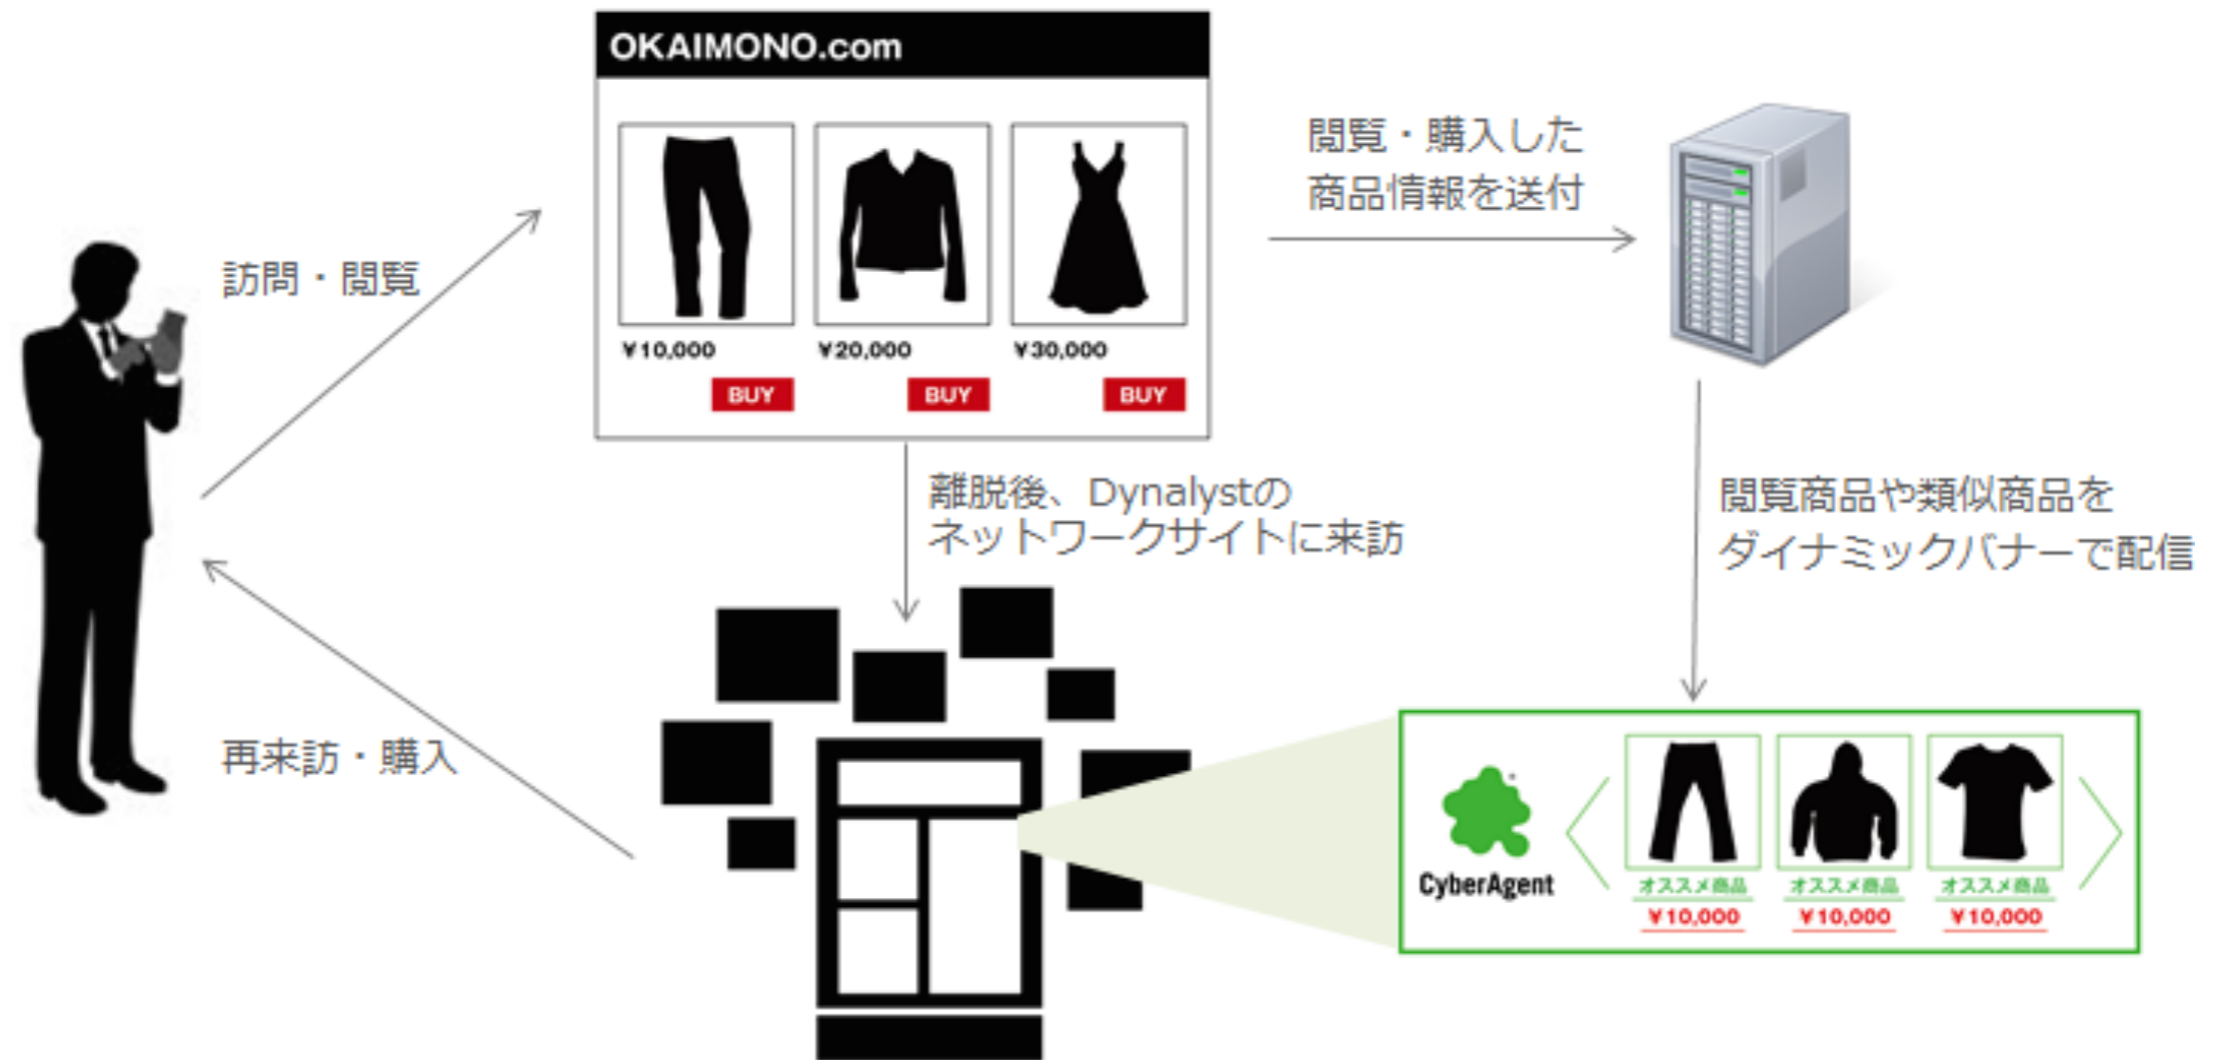 OKAIMONO.com
¥10,000
¥20,000
¥30,000
BUY
BUY
BUY
訪問・閲覧
閲覧・購入した
商品情報を送付
離脱後、Dynalystの
ネットワークサイトに来訪
閲覧商品や類似商品を
ダイナミックバナーで配信
再来訪・購入
CyberAgent
オススメ商品
オススメ商品
オススメ商品
¥10,000
¥10,000
¥10,000